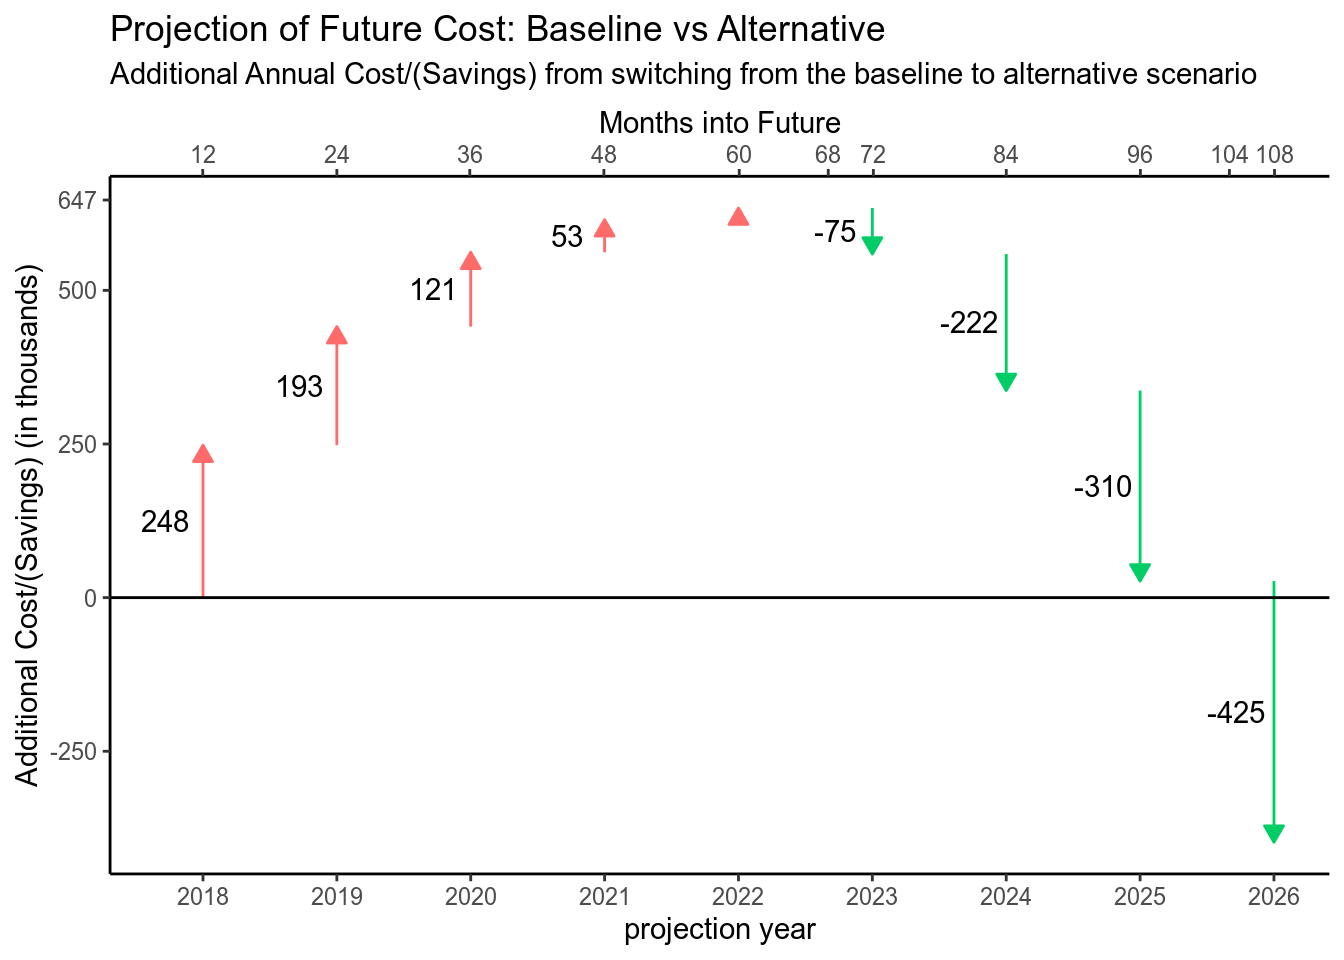 Projection of Future Cost: Baseline vs Alternative
Additional Annual Cost/(Savings) from switching from the baseline to alternative scenario
Months into Future
12 24 36 48 60 68 72 84 96 104 108
Additional Cost/(Savings) (in thousands)
647
500
250
0
-250
248
193
121
53
-75
-222
-310
-425
2018 2019 2020 2021 2022 2023 2024 2025 2026
projection year